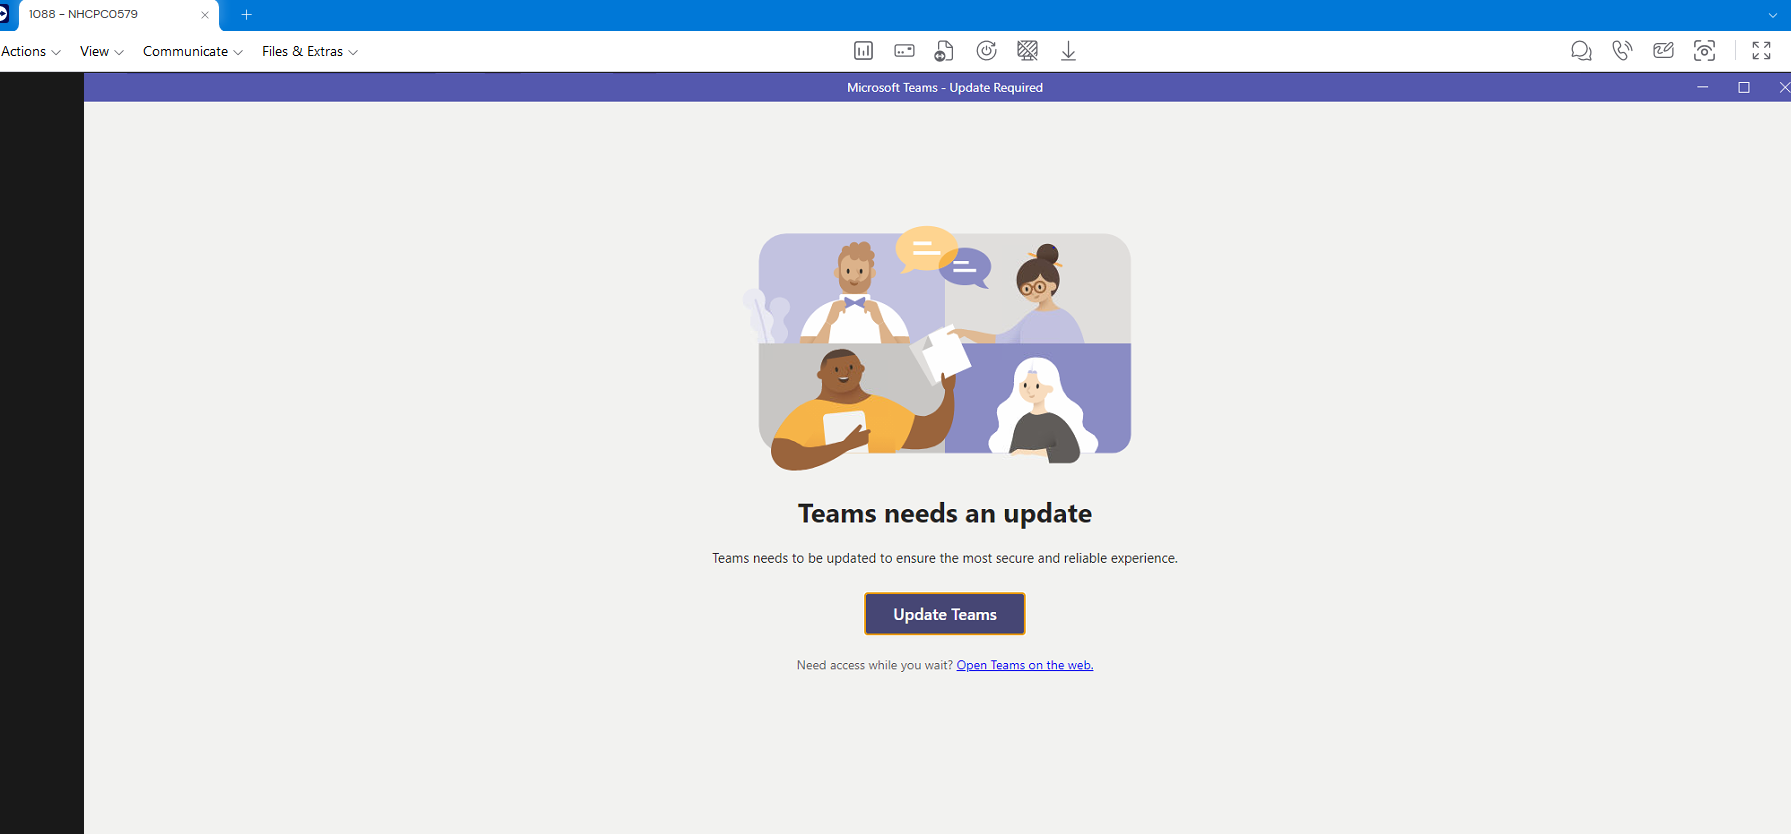 1088 - NHCPC0579
Actions View Communicate Files & Extras
Microsoft Teams - Update Required
Teams needs an update
Teams needs to be updated to ensure the most secure and reliable experience.
Update Teams
Need access while you wait? Open Teams on the web.